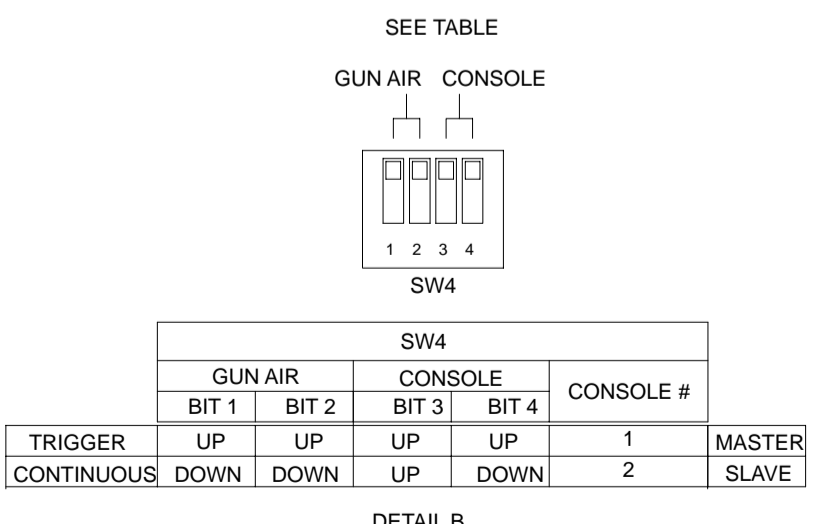 SEE TABLE
GUN AIR CONSOLE
1 2 3 4
SW4
SW4
GUN AIR CONSOLE CONSOLE #
BIT 1 BIT 2 BIT 3 BIT 4
TRIGGER UP UP UP UP 1 MASTER
CONTINUOUS DOWN DOWN UP DOWN 2 SLAVE
DETAIL B